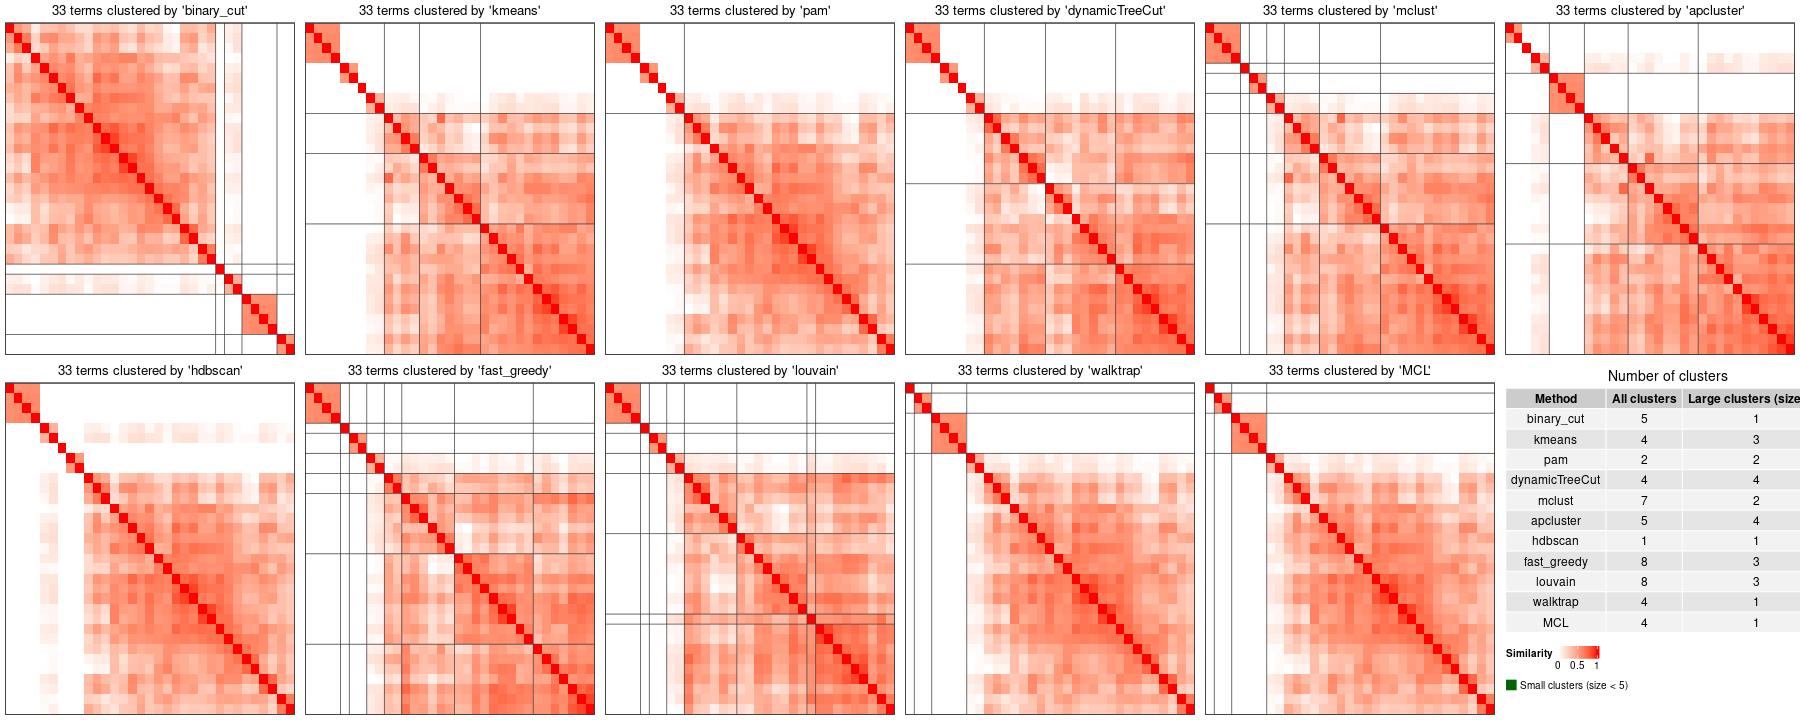 33 terms clustered by 'binary_cut'
33 terms clustered by 'kmeans'
33 terms clustered by 'pam'
33 terms clustered by 'dynamicTreeCut'
33 terms clustered by 'mclust'
33 terms clustered by 'apcluster'
33 terms clustered by 'hdbscan'
33 terms clustered by 'fast_greedy'
33 terms clustered by 'louvain'
33 terms clustered by 'walktrap'
33 terms clustered by 'MCL'
Number of clusters
Method All clusters Large clusters (size
binary_cut 5 1
kmeans 4 3
pam 2 2
dynamicTreeCut 4 4
mclust 7 2
apcluster 5 4
hdbscan 1 1
fast_greedy 8 3
louvain 8 3
walktrap 4 1
MCL 4 1
Similarity
0 0.5 1
Small clusters (size < 5)